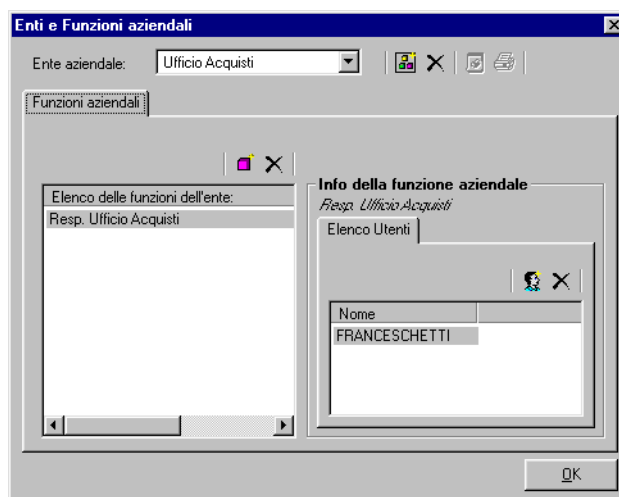 Enti e Funzioni aziendali
Ente aziendale: Ufficio Acquisti
Funzioni aziendali
Elenco delle funzioni dell'ente:
Resp. Ufficio Acquisti
Info della funzione aziendale
Resp. Ufficio Acquisti
Elenco Utenti
Nome
FRANCESCHETTI
OK